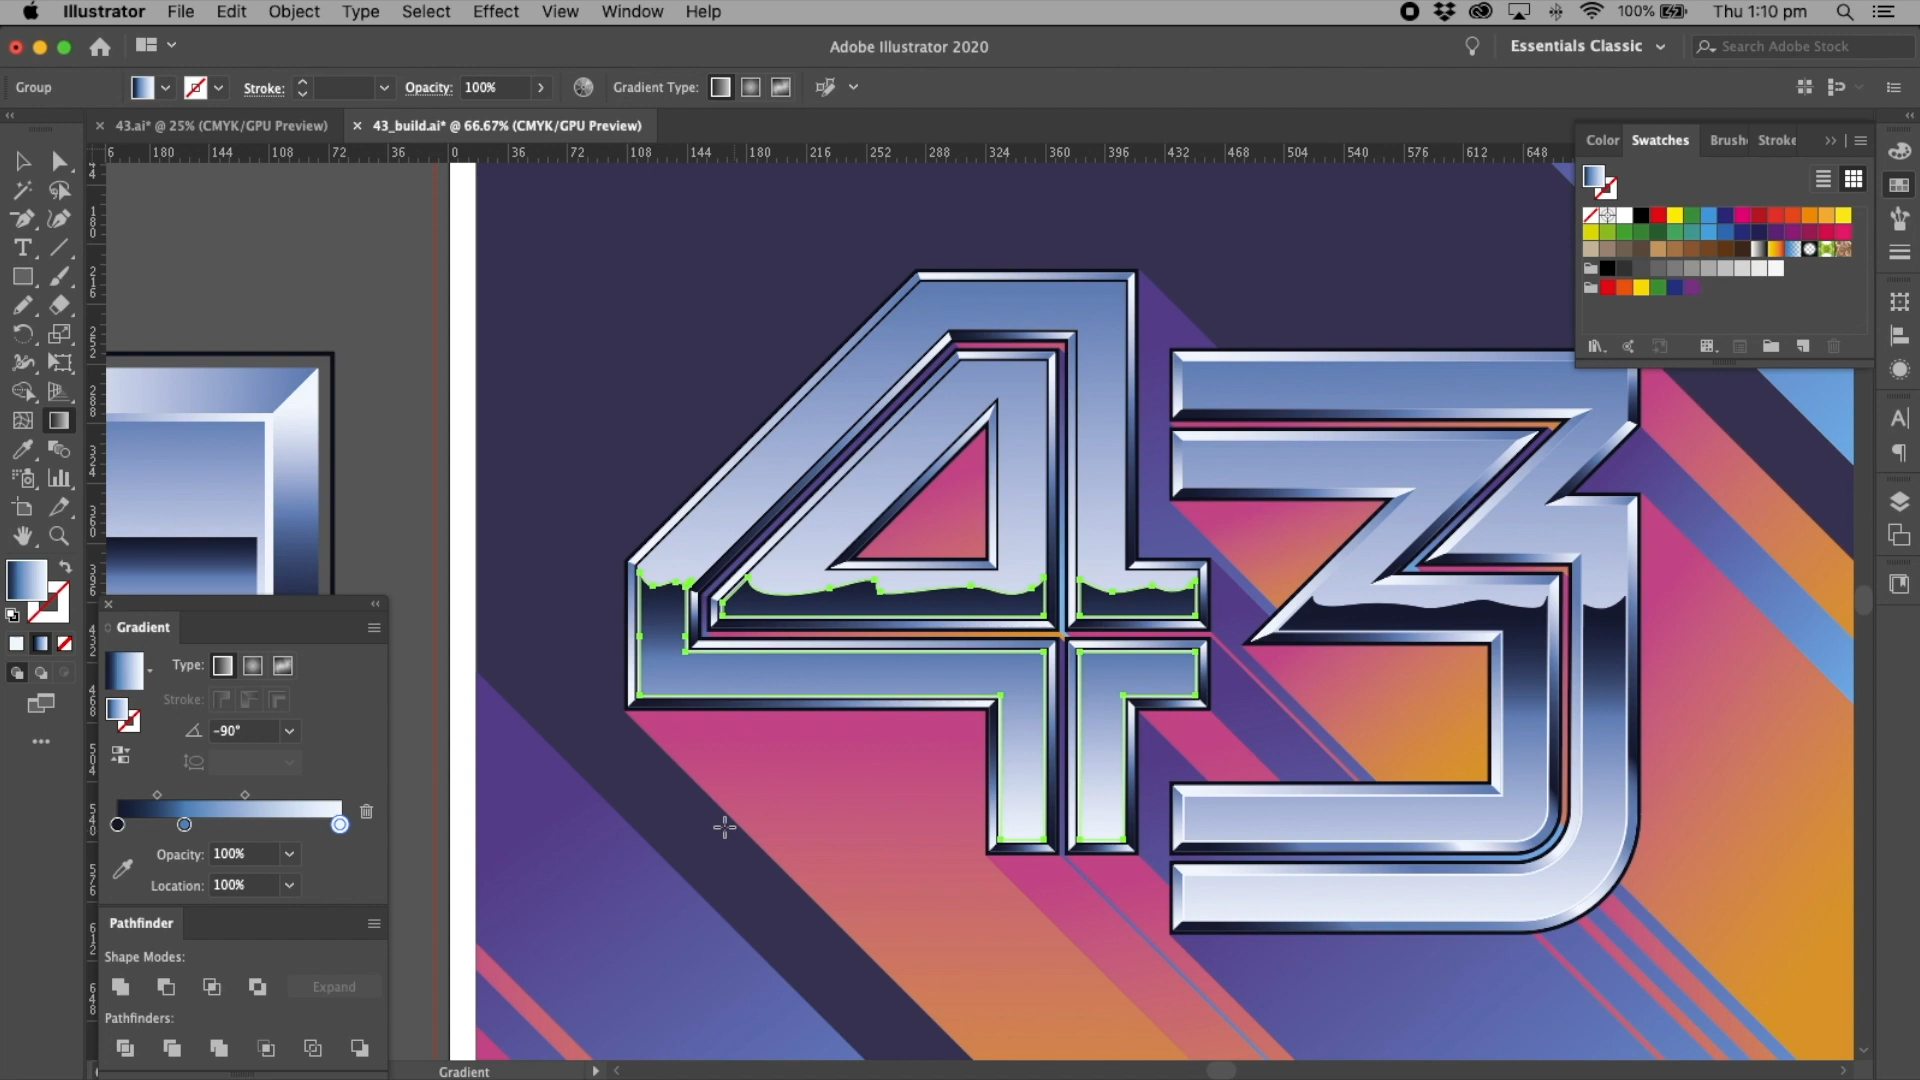 Illustrator File Edit Object Type Select Effect View Window Help 100% Thu 1:10 pm
Adobe Illustrator 2020 Essentials Classic Search Adobe Stock
Group Stroke: Opacity: 100% Gradient Type:
43.ai* @ 25% (CMYK/GPU Preview) 43_build.ai* @ 66.67% (CMYK/GPU Preview)
Color Swatches Brush Stroke
6 180 144 108 72 36 0 36 72 108 144 180 216 252 288 324 360 396 432 468 504 540 576 612 648
43
Gradient
Type:
Stroke:
-90°
Opacity: 100%
Location: 100%
Pathfinder
Shape Modes:
Expand
Pathfinders:
Gradient